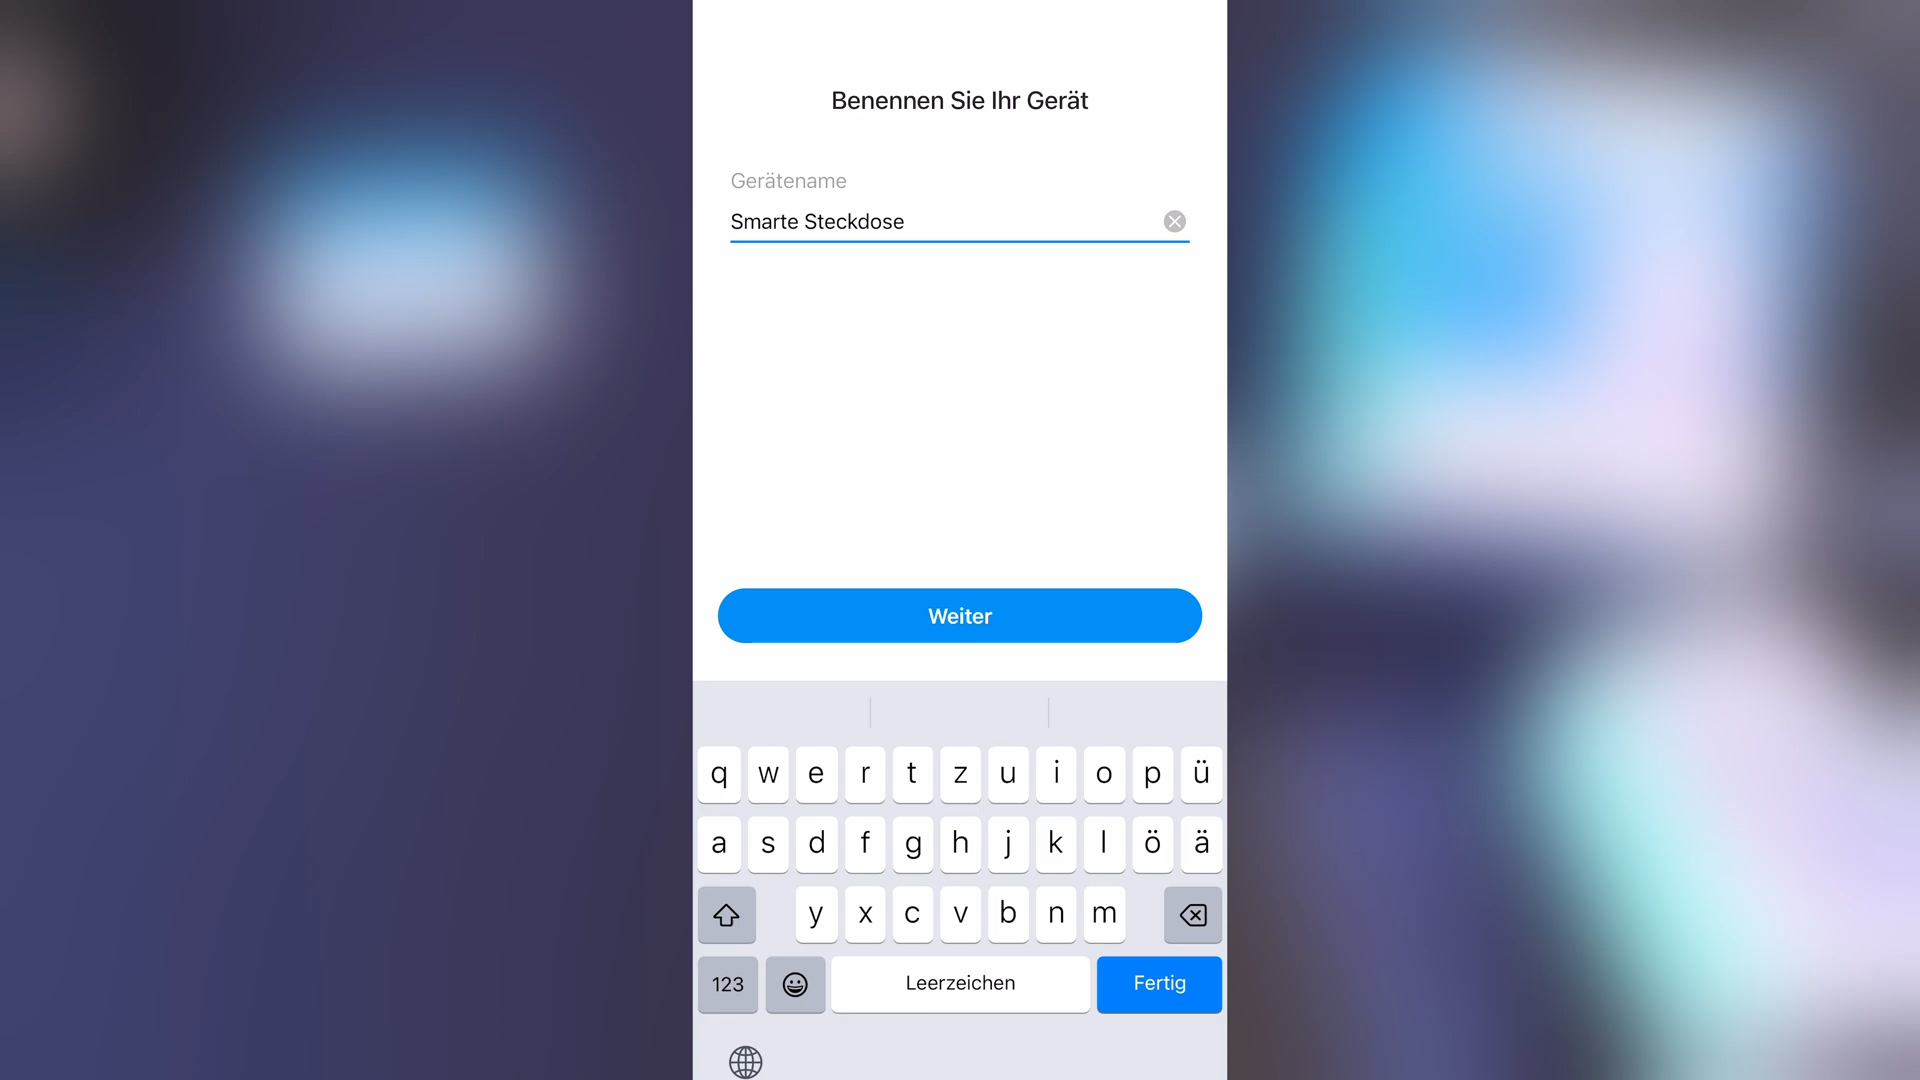 Benennen Sie Ihr Gerät
Gerätename
Smarte Steckdose
Weiter
q w e r t z u i o p ü
a s d f g h j k l ö ä
y x c v b n m
123 Leerzeichen Fertig